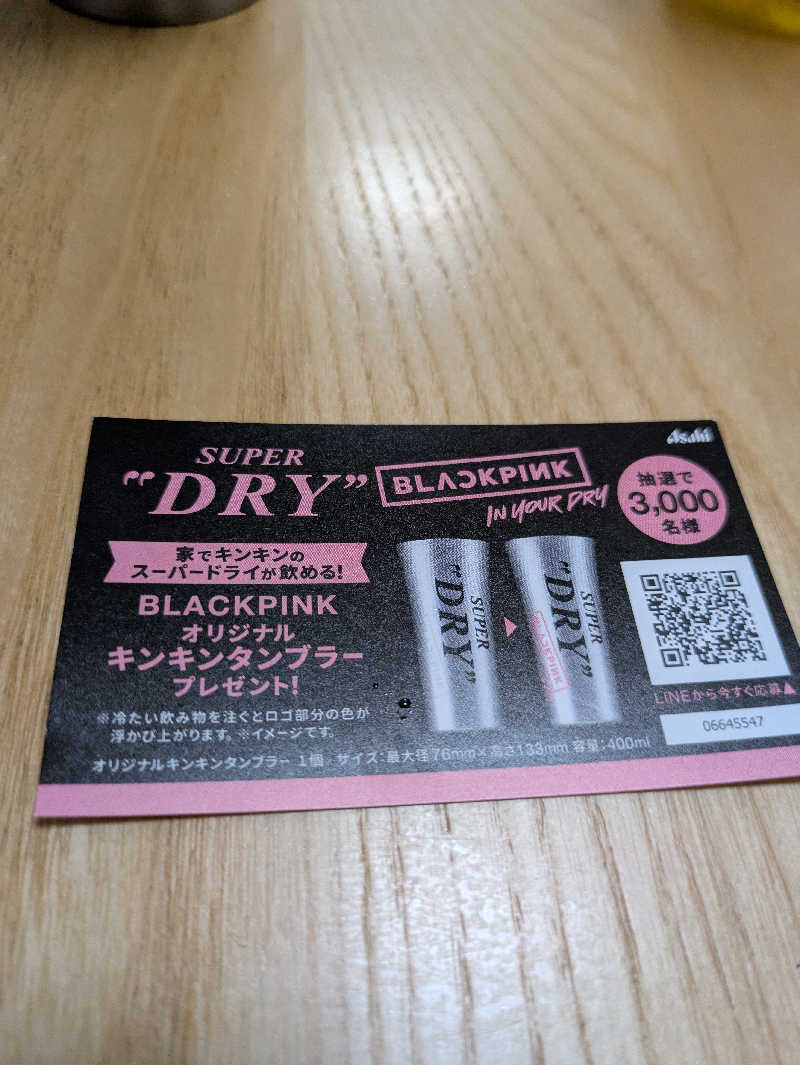 Asahi
SUPER
"DRY"
BLACKPIИK
IN YOUR DRY
抽選で
3,000
名様
家でキンキンの
スーパードライが飲める!
BLACKPINK
オリジナル
キンキンタンブラー
プレゼント!
※冷たい飲み物を注ぐとロゴ部分の色が
浮かび上がります。※イメージです。
オリジナルキンキンタンブラー 1個 サイズ:最大径76mm×高さ133mm 容量:400ml
SUPER
"DRY"
▶
SUPER
"DRY"
BLACKPIИK
LINEから今すぐ応募▲
06645547